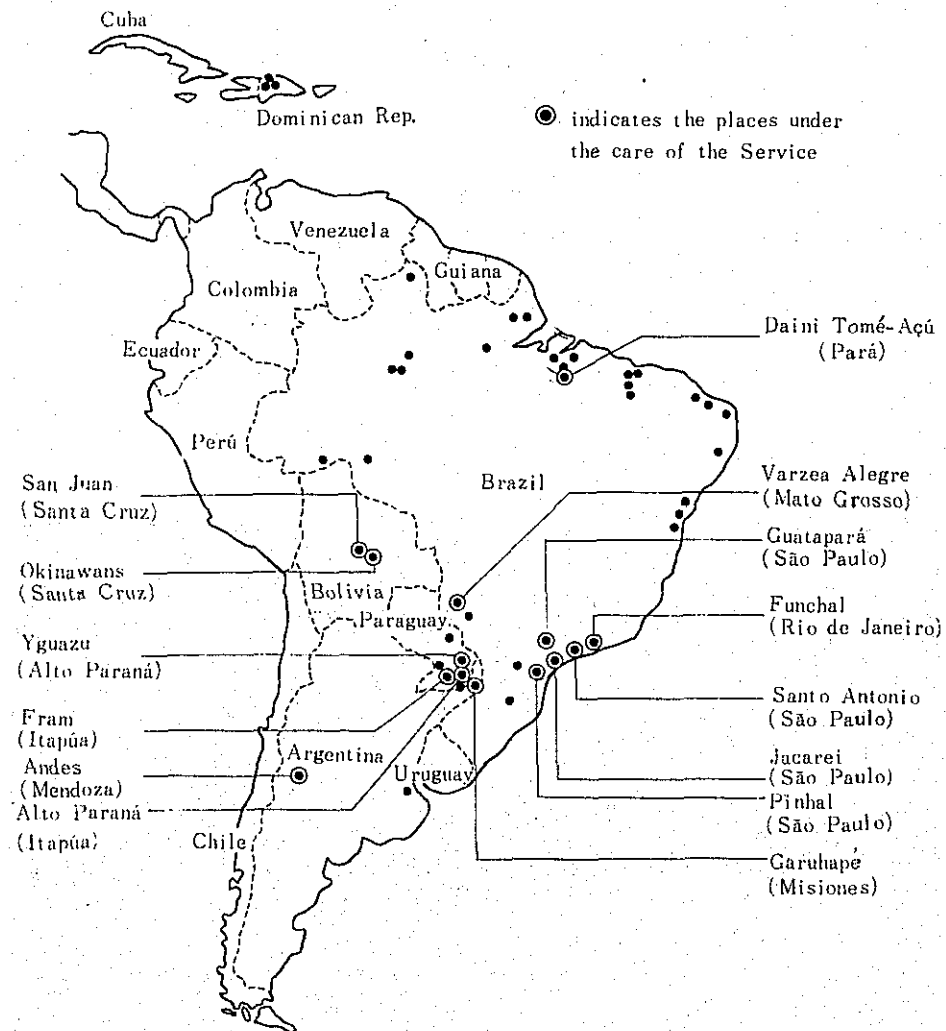 Cuba
Dominican Rep.
indicates the places under
the care of the Service
Venezuela
Guiana
Colombia
Ecuador
Perú
Brazil
Bolivia
Paraguay
Argentina
Uruguay
Chile
Daini Tomé-Açú
(Pará)
Varzea Alegre
(Mato Grosso)
Guatapará
(São Paulo)
Funchal
(Rio de Janeiro)
Santo Antonio
(São Paulo)
Jacarei
(São Paulo)
Pinhal
(São Paulo)
Garuhapé
(Misiones)
San Juan
(Santa Cruz)
Okinawans
(Santa Cruz)
Yguazu
(Alto Paraná)
Fram
(Itapúa)
Andes
(Mendoza)
Alto Paraná
(Itapúa)